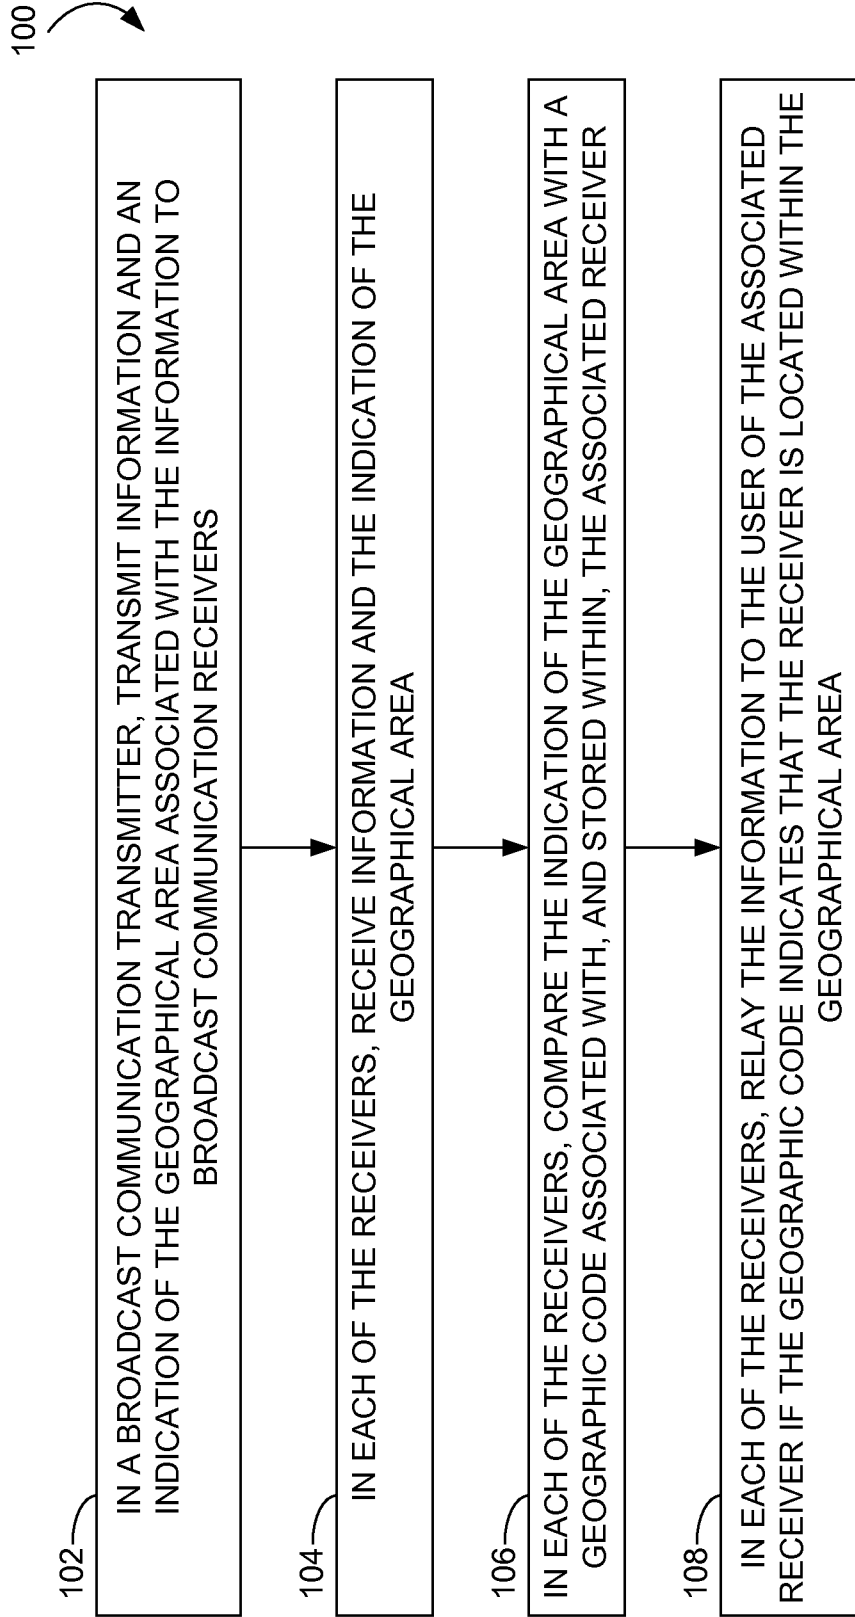 100
102
IN A BROADCAST COMMUNICATION TRANSMITTER, TRANSMIT INFORMATION AND AN
INDICATION OF THE GEOGRAPHICAL AREA ASSOCIATED WITH THE INFORMATION TO
BROADCAST COMMUNICATION RECEIVERS
104
IN EACH OF THE RECEIVERS, RECEIVE INFORMATION AND THE INDICATION OF THE
GEOGRAPHICAL AREA
106
IN EACH OF THE RECEIVERS, COMPARE THE INDICATION OF THE GEOGRAPHICAL AREA WITH A
GEOGRAPHIC CODE ASSOCIATED WITH, AND STORED WITHIN, THE ASSOCIATED RECEIVER
108
IN EACH OF THE RECEIVERS, RELAY THE INFORMATION TO THE USER OF THE ASSOCIATED
RECEIVER IF THE GEOGRAPHIC CODE INDICATES THAT THE RECEIVER IS LOCATED WITHIN THE
GEOGRAPHICAL AREA